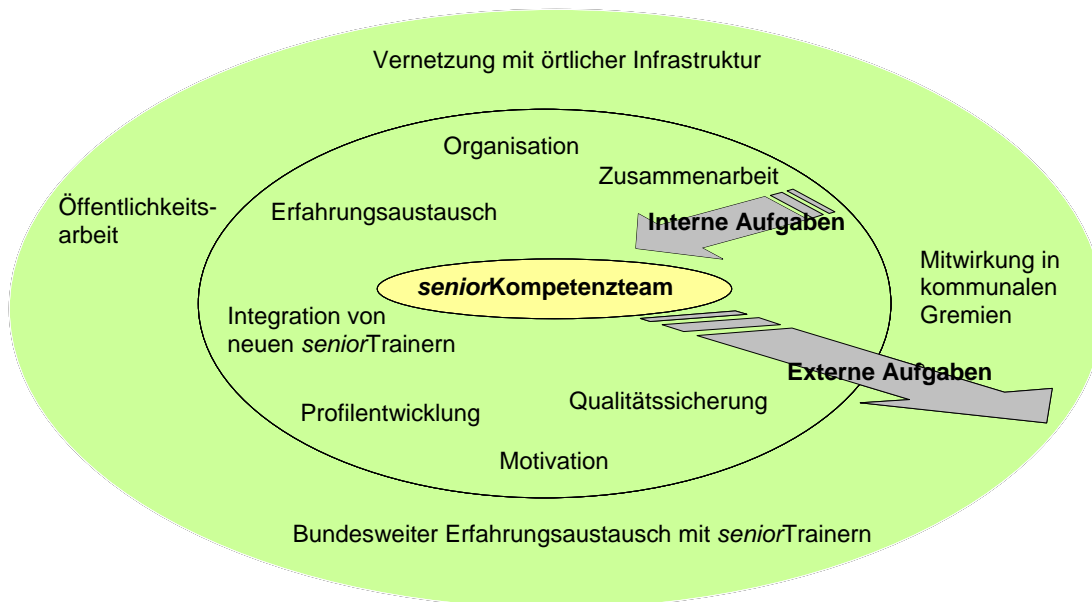 Vernetzung mit örtlicher Infrastruktur
Organisation
Zusammenarbeit
Öffentlichkeits-
arbeit
Erfahrungsaustausch
Interne Aufgaben
Mitwirkung in
kommunalen
Gremien
seniorKompetenzteam
Integration von
neuen seniorTrainern
Externe Aufgaben
Profilentwicklung
Qualitätssicherung
Motivation
Bundesweiter Erfahrungsaustausch mit seniorTrainern